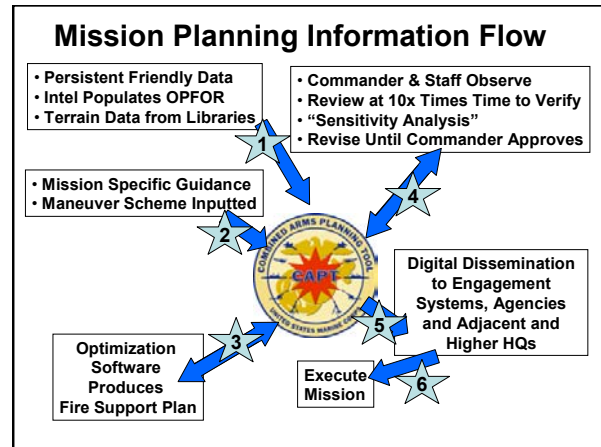 Mission Planning Information Flow
• Persistent Friendly Data
• Intel Populates OPFOR
• Terrain Data from Libraries
1
• Commander & Staff Observe
• Review at 10x Times Time to Verify
• “Sensitivity Analysis”
• Revise Until Commander Approves
4
• Mission Specific Guidance
• Maneuver Scheme Inputted
2
COMBINED ARMS PLANNING TOOL
CAPT
UNITED STATES MARINE CORPS
3
Optimization
Software
Produces
Fire Support Plan
5
Digital Dissemination
to Engagement
Systems, Agencies
and Adjacent and
Higher HQs
6
Execute
Mission